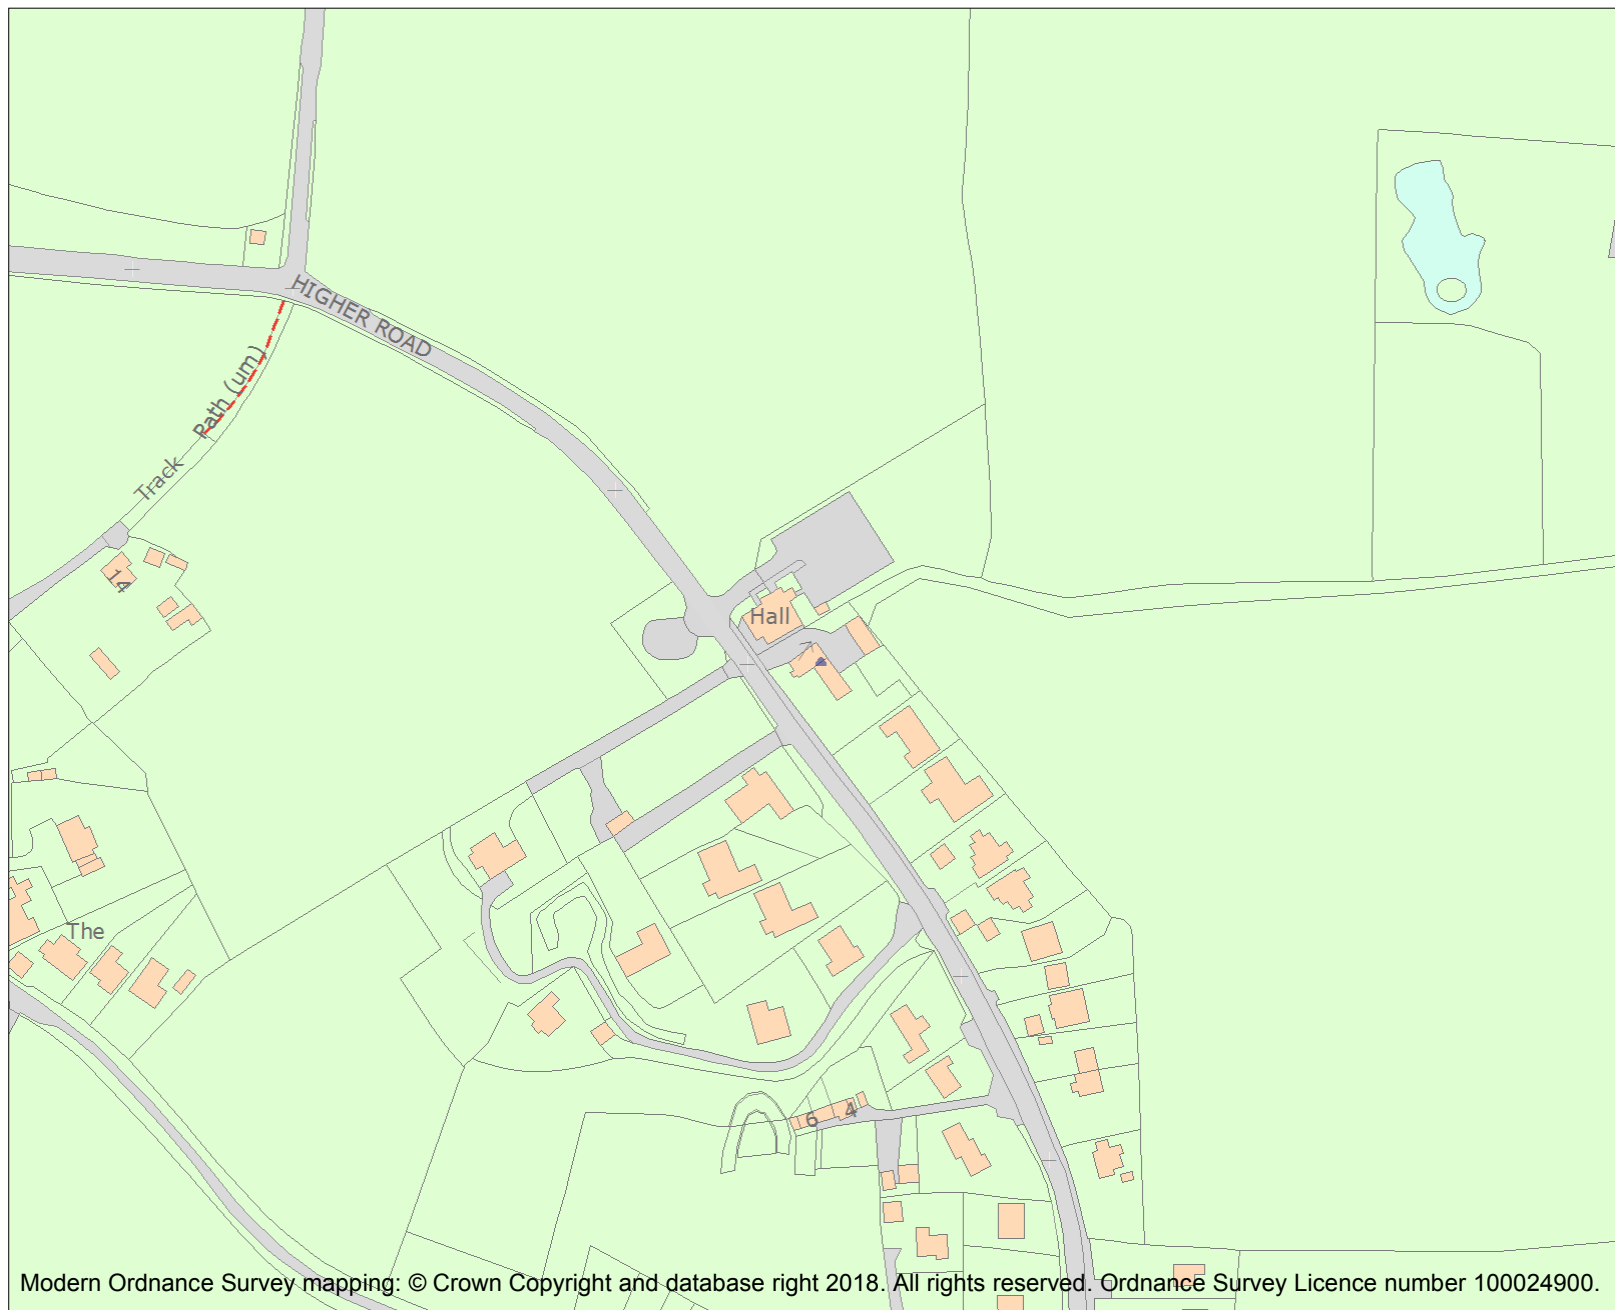 HIGHER ROAD
Path (um)
Track
14
Hall
The
6
4
Modern Ordnance Survey mapping: © Crown Copyright and database right 2018. All rights reserved. Ordnance Survey Licence number 100024900.